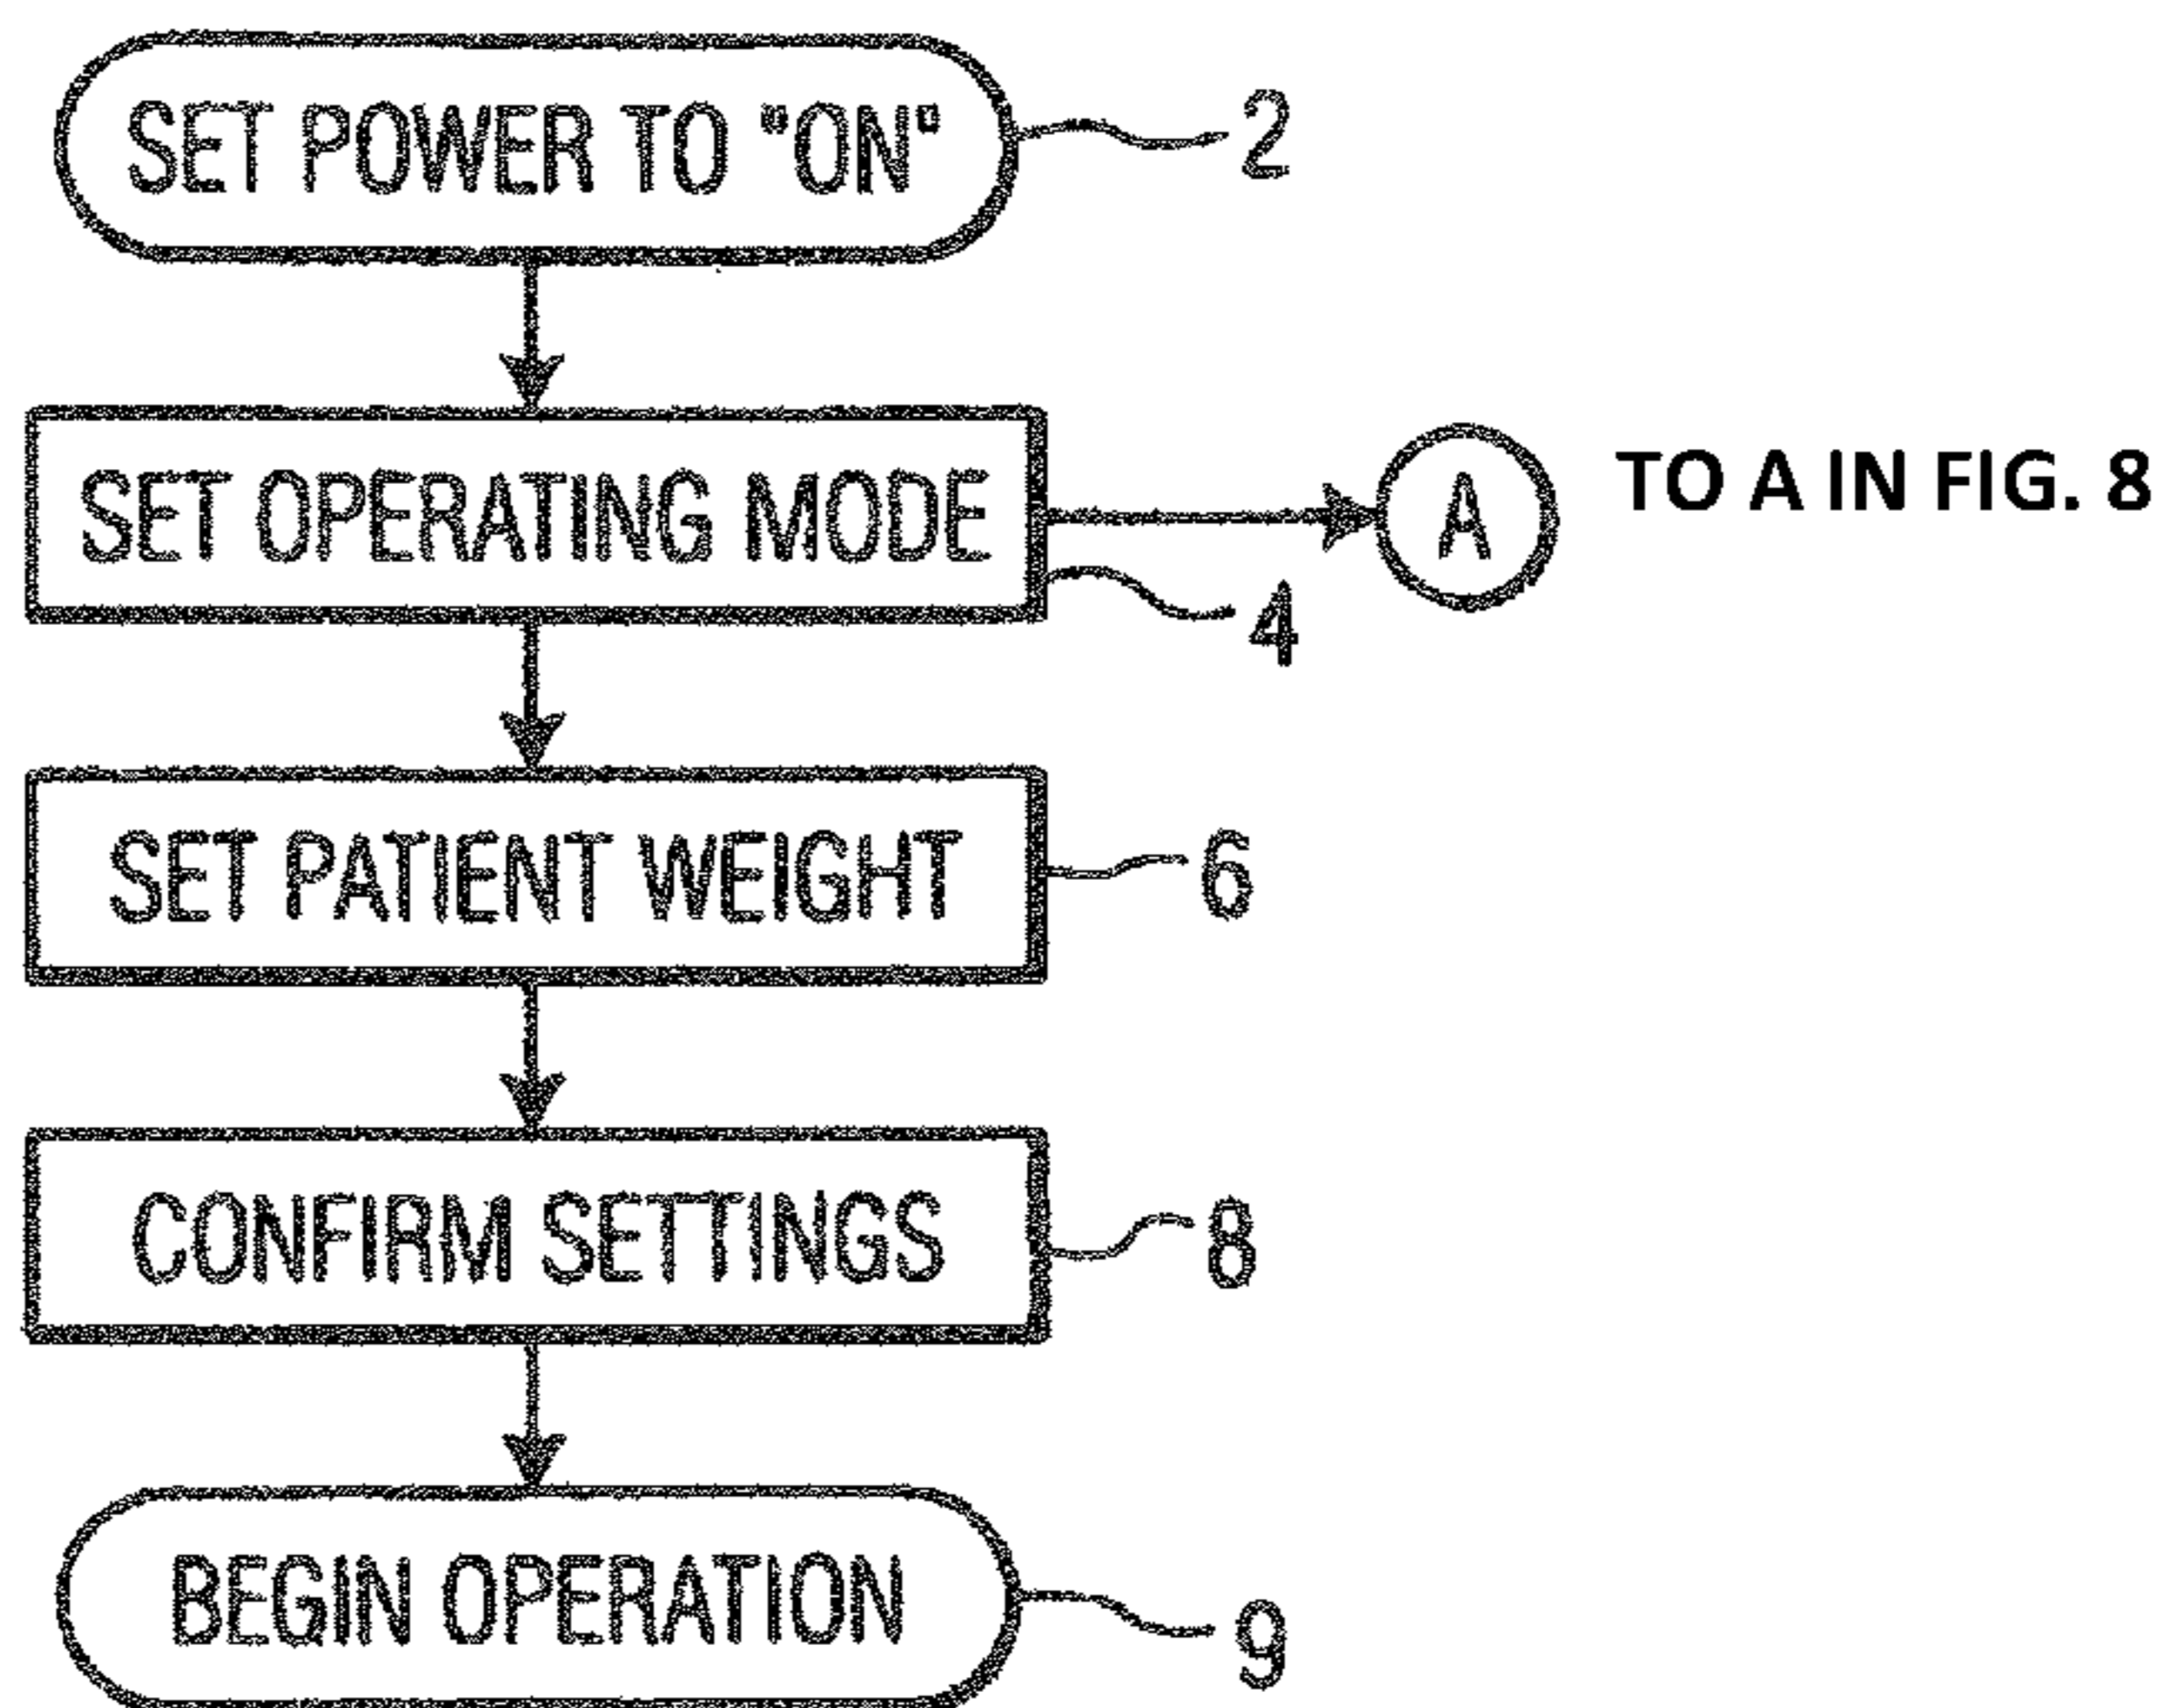 SET POWER TO "ON"
2
SET OPERATING MODE
A
TO A IN FIG. 8
4
SET PATIENT WEIGHT
6
CONFIRM SETTINGS
8
BEGIN OPERATION
9